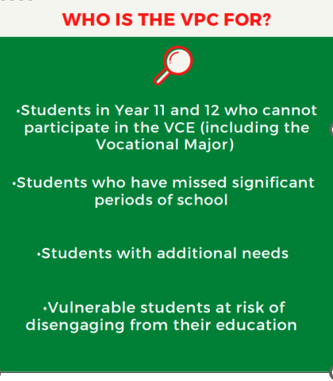 WHO IS THE VPC FOR?
•Students in Year 11 and 12 who cannot
participate in the VCE (including the
Vocational Major)
•Students who have missed significant
periods of school
•Students with additional needs
•Vulnerable students at risk of
disengaging from their education